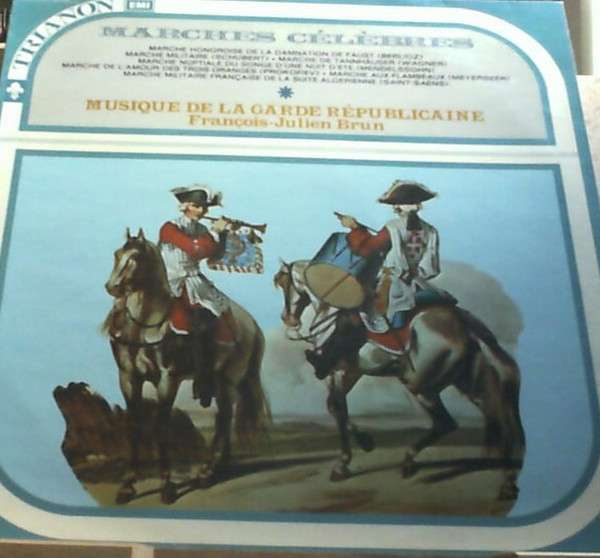 TRIANON
EMI
MARCHES CÉLÈBRES
MARCHE HONGROISE DE LA DAMNATION DE FAUST (BERLIOZ)
MARCHE MILITAIRE (SCHUBERT) • MARCHE DE TANNHÄUSER (WAGNER)
MARCHE NUPTIALE DU SONGE D'UNE NUIT D'ÉTÉ (MENDELSSOHN)
MARCHE DE L'AMOUR DES TROIS ORANGES (PROKOFIEV) • MARCHE AUX FLAMBEAUX (MEYERBEER)
MARCHE MILITAIRE FRANÇAISE DE LA SUITE ALGÉRIENNE (SAINT-SAËNS)
MUSIQUE DE LA GARDE RÉPUBLICAINE
François-Julien Brun